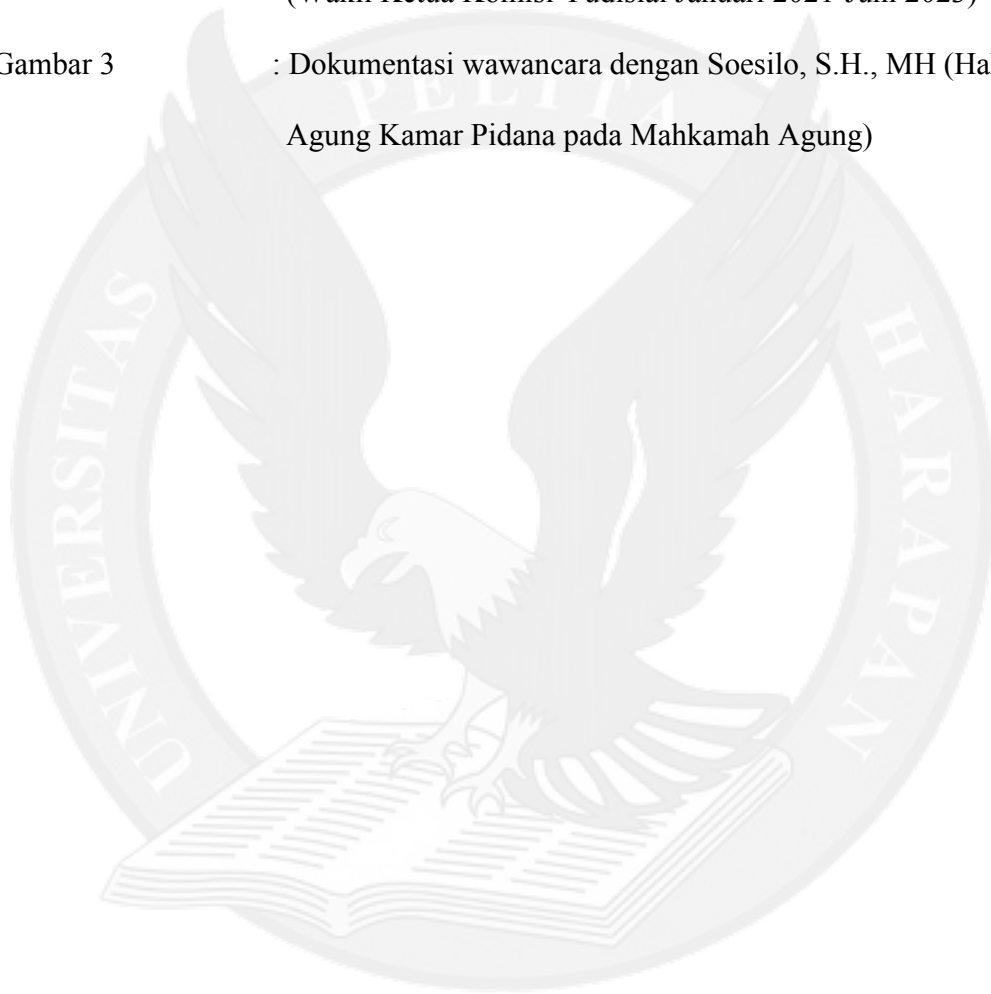 (Wakil Ketua Komisi Yudisial Januari 2021-Juni 2023)
Gambar 3 : Dokumentasi wawancara dengan Soesilo, S.H., MH (Ha
Agung Kamar Pidana pada Mahkamah Agung)
UNIVERSITAS PELITA HARAPAN